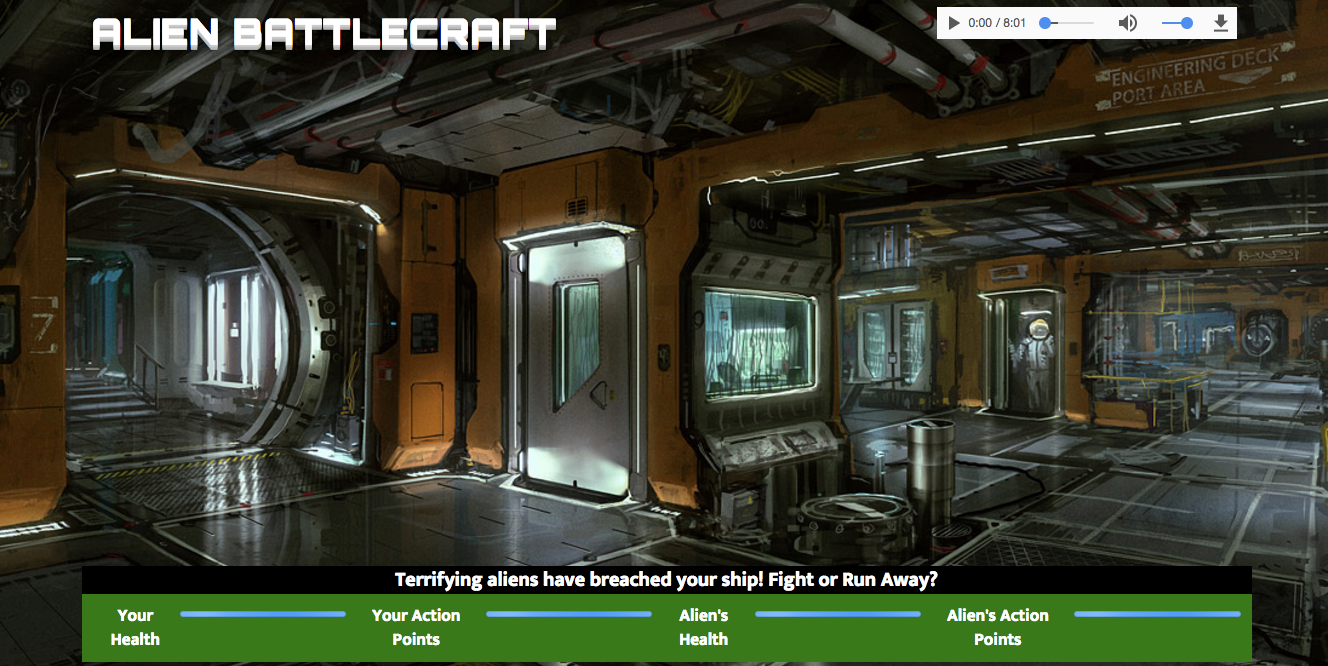 ALIEN BATTLECRAFT
0:00 / 8:01
ENGINEERING DECK
PORT AREA
7
Terrifying aliens have breached your ship! Fight or Run Away?
Your Health
Your Action Points
Alien's Health
Alien's Action Points